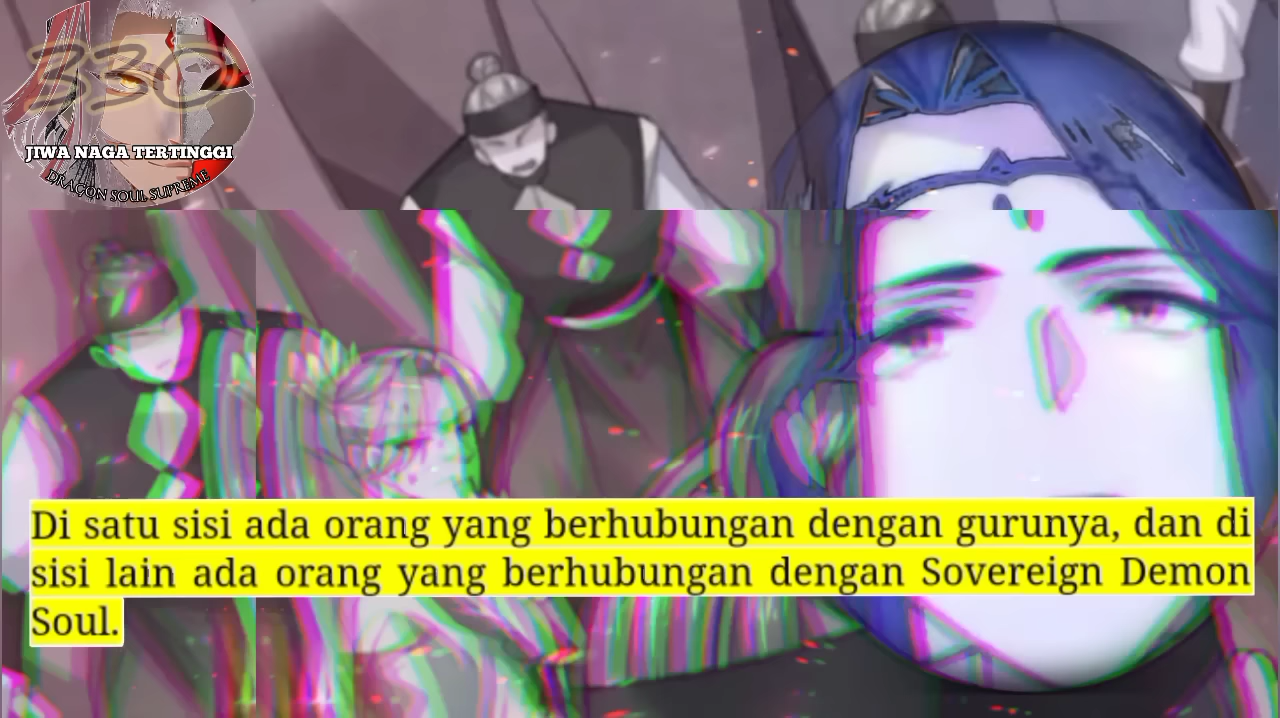 330
JIWA NAGA TERTINGGI
DRAGON SOUL SUPREME
Di satu sisi ada orang yang berhubungan dengan gurunya, dan di
sisi lain ada orang yang berhubungan dengan Sovereign Demon
Soul.